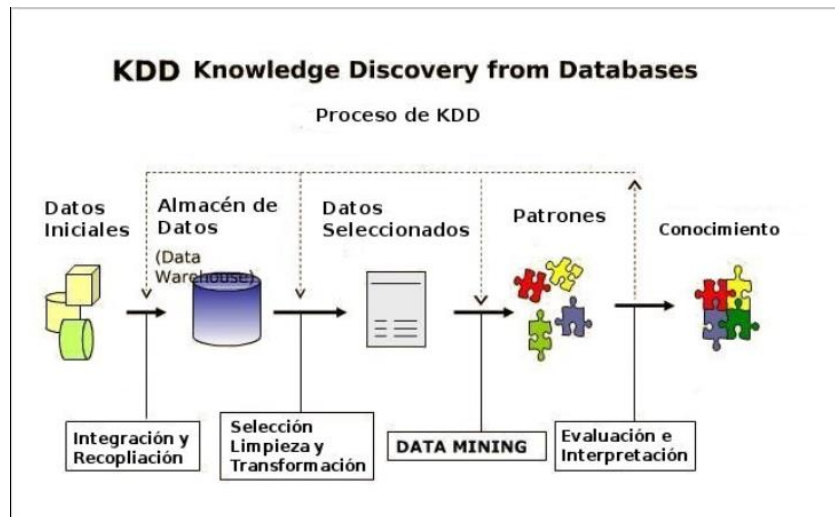 KDD Knowledge Discovery from Databases
Proceso de KDD
Datos
Iniciales
Almacén de
Datos
(Data
Warehouse)
Datos
Seleccionados
Patrones
Conocimiento
Integración y
Recopliación
Selección
Limpieza y
Transformación
DATA MINING
Evaluación e
Interpretación